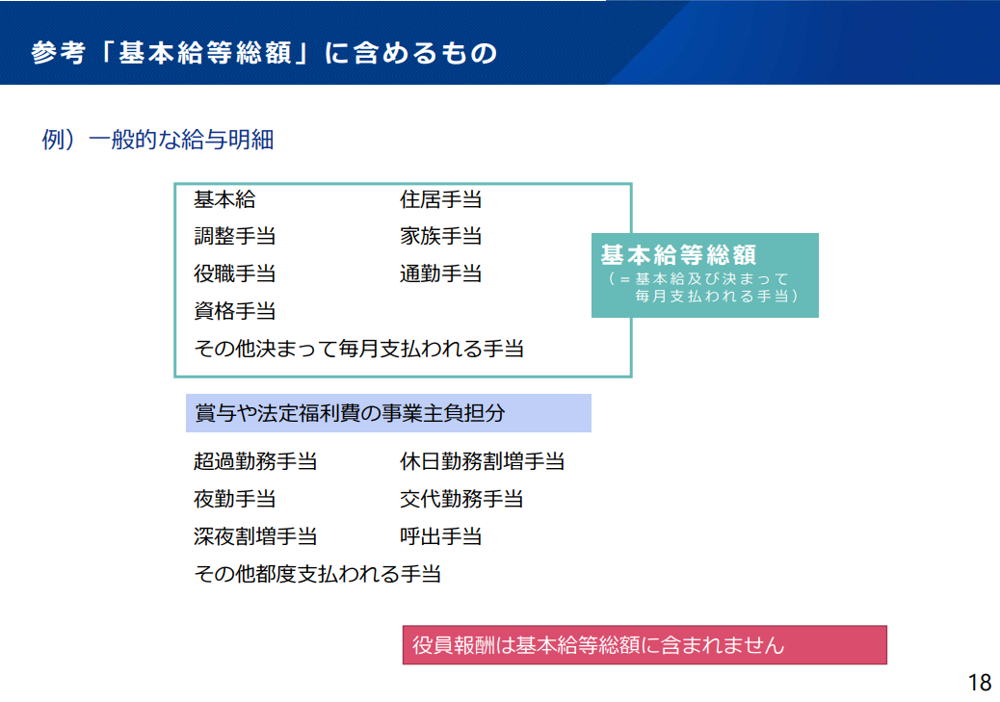 参考「基本給等総額」に含めるもの
例）一般的な給与明細
基本給 住居手当
調整手当 家族手当
役職手当 通勤手当
資格手当
その他決まって毎月支払われる手当
基本給等総額
（＝基本給及び決まって
毎月支払われる手当）
賞与や法定福利費の事業主負担分
超過勤務手当 休日勤務割増手当
夜勤手当 交代勤務手当
深夜割増手当 呼出手当
その他都度支払われる手当
役員報酬は基本給等総額に含まれません
18